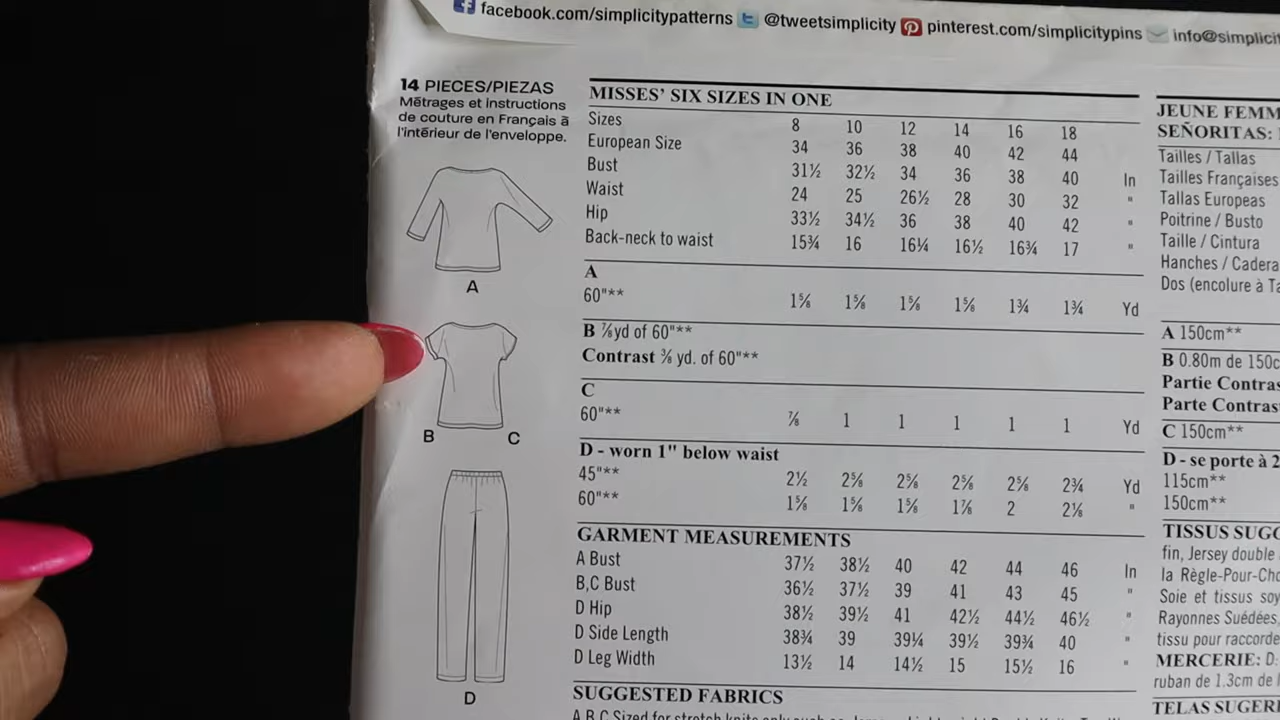 facebook.com/simplicitypatterns @tweetsimplicity pinterest.com/simplicitypins
14 PIECES/PIEZAS
Métrages et instructions
de couture en Français à
l'intérieur de l'enveloppe.
A
B C
D
MISSES' SIX SIZES IN ONE
Sizes 8 10 12 14 16 18
European Size 34 36 38 40 42 44
Bust 31½ 32½ 34 36 38 40 In
Waist 24 25 26½ 28 30 32 "
Hip 33½ 34½ 36 38 40 42 "
Back-neck to waist 15¾ 16 16¼ 16½ 16¾ 17 "
A
60"** 1⅝ 1⅝ 1⅝ 1⅝ 1¾ 1¾ Yd
B ⅞yd of 60"**
Contrast ⅜ yd. of 60"**
C
60"** ⅞ 1 1 1 1 1 Yd
D - worn 1" below waist
45"** 2½ 2⅝ 2⅝ 2⅝ 2⅝ 2¾ Yd
60"** 1⅝ 1⅝ 1⅝ 1⅞ 2 2⅛ "
GARMENT MEASUREMENTS
A Bust 37½ 38½ 40 42 44 46 In
B,C Bust 36½ 37½ 39 41 43 45 "
D Hip 38½ 39½ 41 42½ 44½ 46½ "
D Side Length 38¾ 39 39¼ 39½ 39¾ 40 "
D Leg Width 13½ 14 14½ 15 15½ 16 "
SUGGESTED FABRICS
JEUNE
SEÑORITAS:
Tailles / Tallas
Tailles Françaises
Tallas Europeas
Poitrine / Busto
Taille / Cintura
Hanches / Cadera
Dos (encolure à
A 150cm**
B 0.80m de
Partie
Parte
C 150cm**
D - se porte à
115cm**
150cm**
TISSUS
fin, Jersey double
la
Soie et tissus
Rayonnes Suédées,
tissu pour
MERCERIE: D:
ruban de 1.3cm de
TELAS